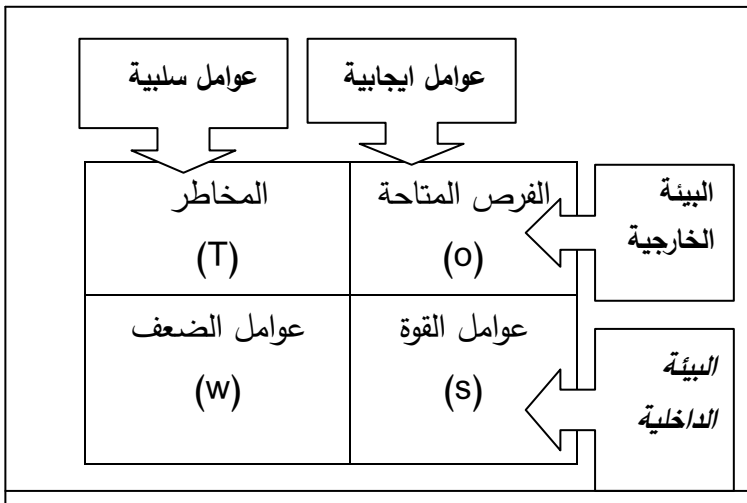 عوامل ايجابية
عوامل سلبية
البيئة
الخارجية
الفرص المتاحة
(o)
المخاطر
(T)
البيئة
الداخلية
عوامل القوة
(s)
عوامل الضعف
(w)